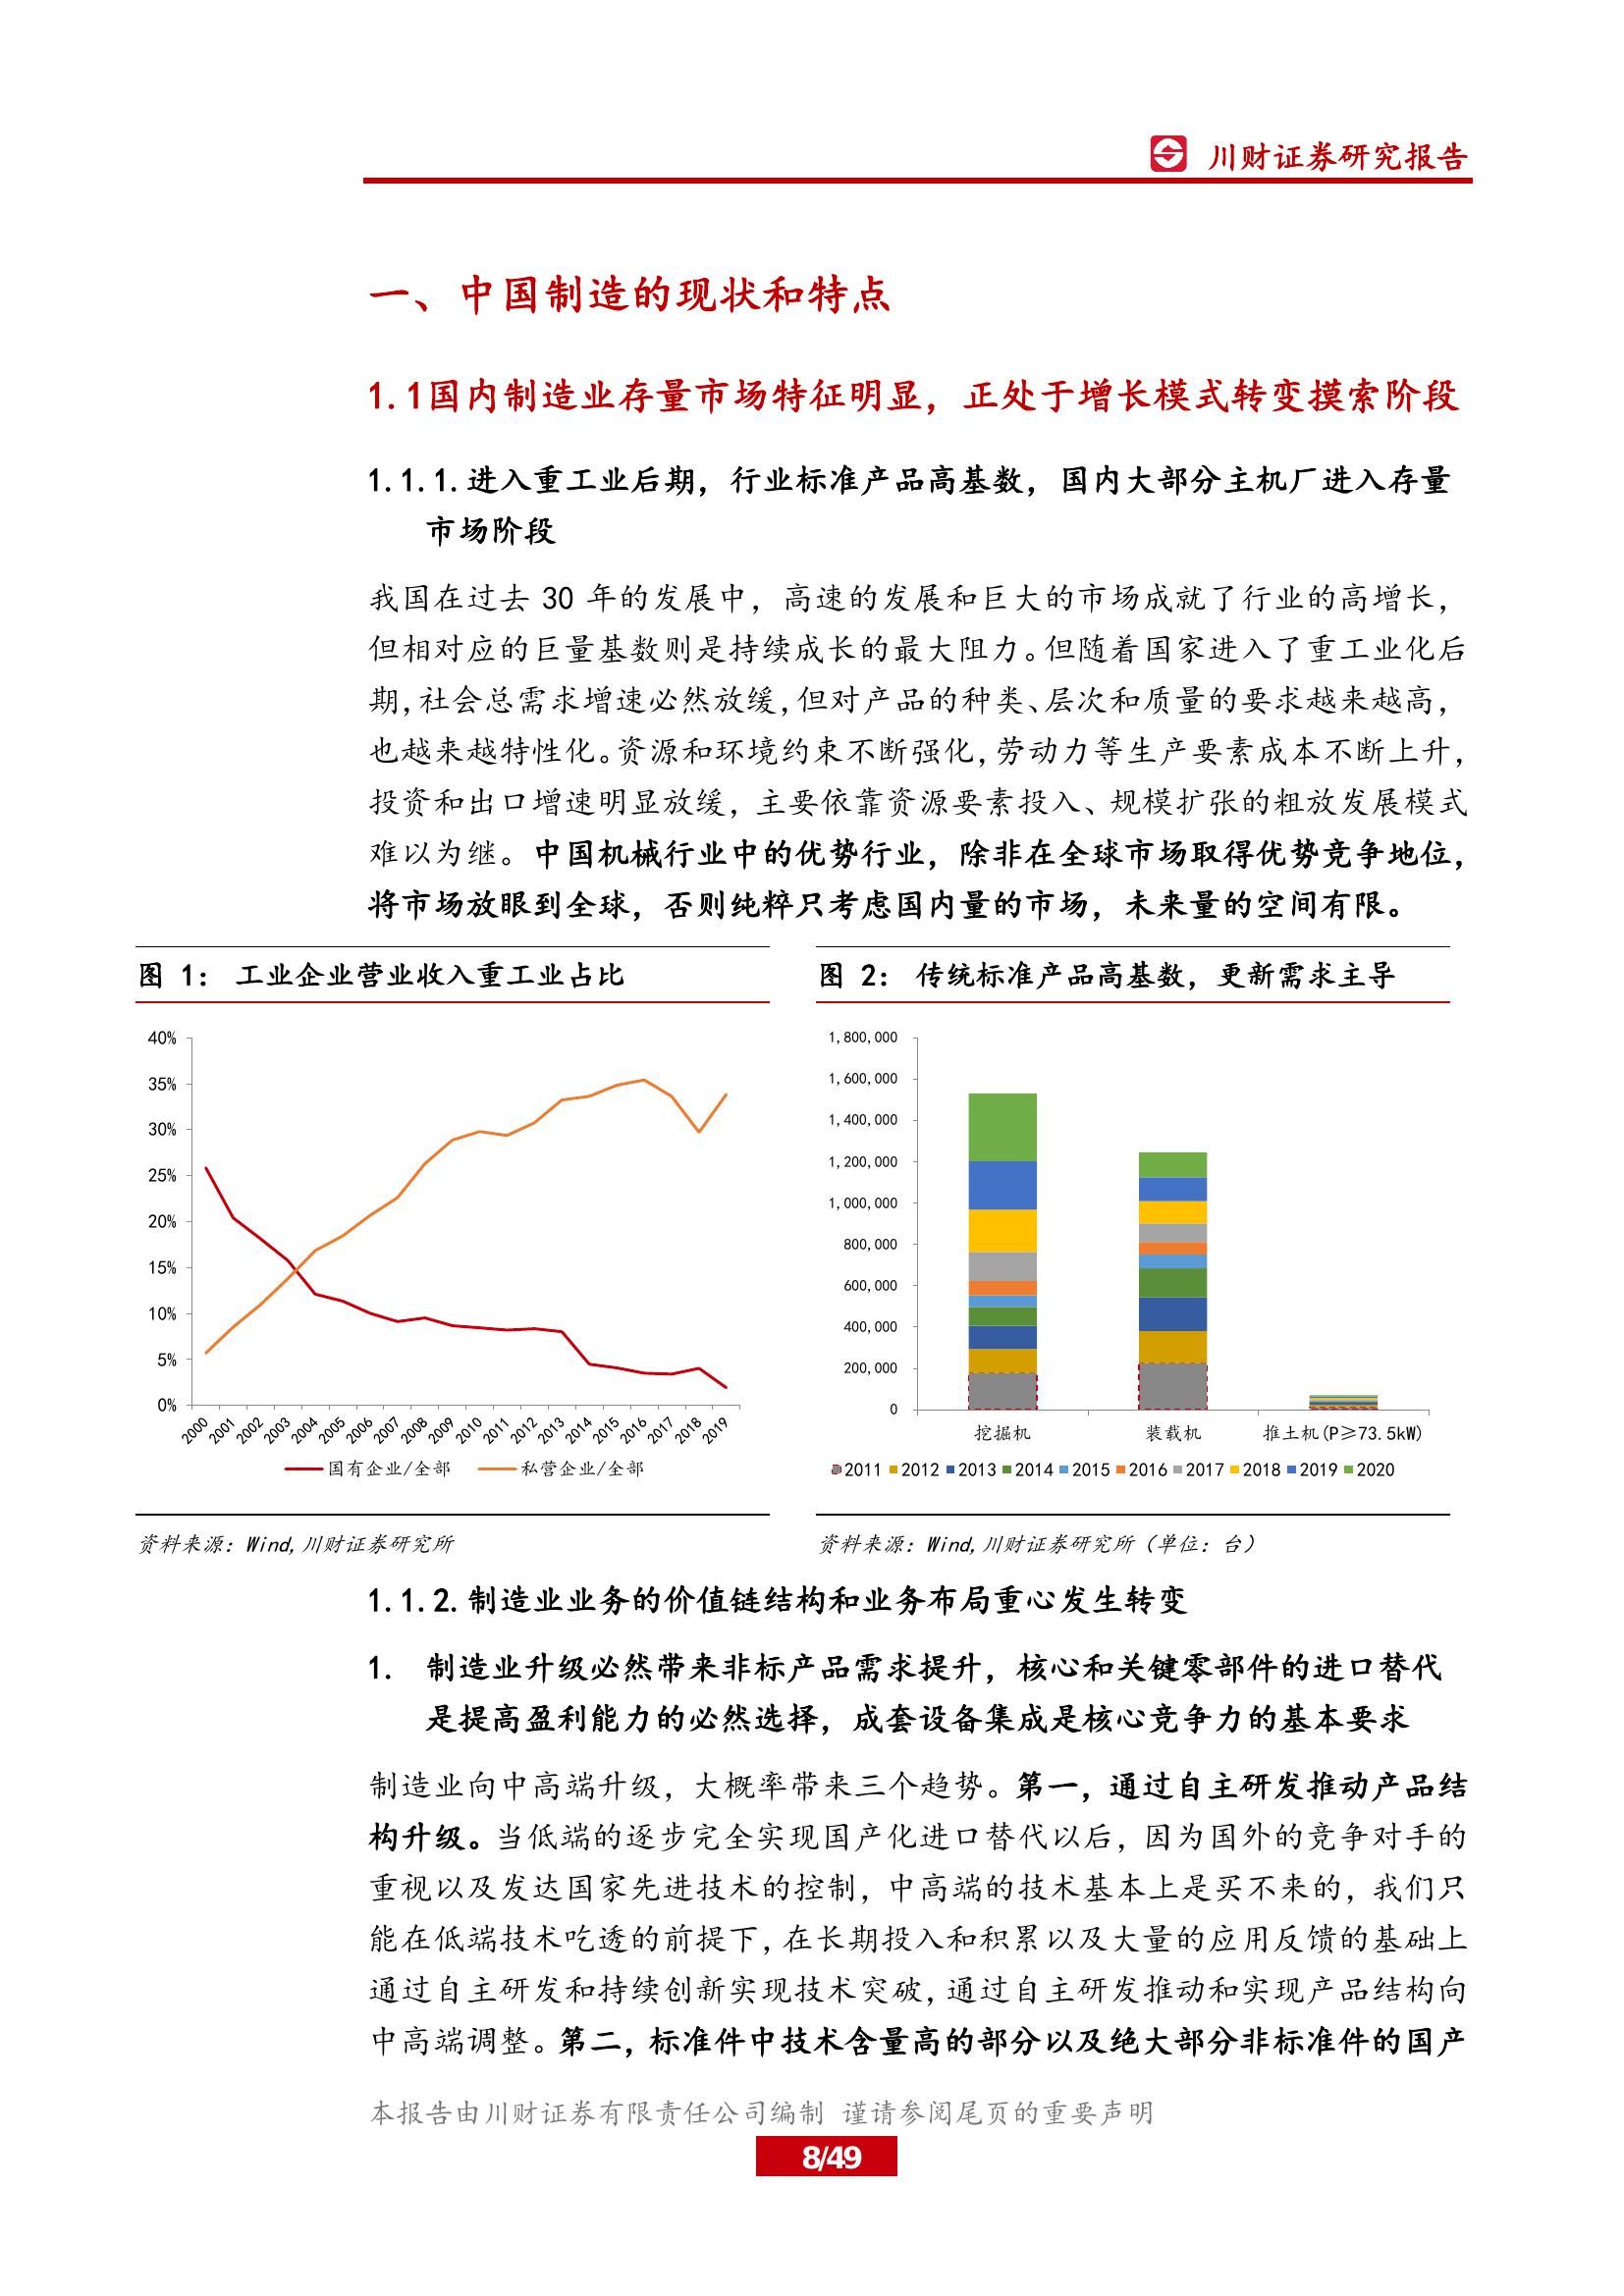 川财证券研究报告
一、中国制造的现状和特点
1.1国内制造业存量市场特征明显，正处于增长模式转变摸索阶段
1.1.1.进入重工业后期，行业标准产品高基数，国内大部分主机厂进入存量
市场阶段
我国在过去 30 年的发展中，高速的发展和巨大的市场成就了行业的高增长，
但相对应的巨量基数则是持续成长的最大阻力。但随着国家进入了重工业化后
期，社会总需求增速必然放缓，但对产品的种类、层次和质量的要求越来越高，
也越来越特性化。资源和环境约束不断强化，劳动力等生产要素成本不断上升，
投资和出口增速明显放缓，主要依靠资源要素投入、规模扩张的粗放发展模式
难以为继。中国机械行业中的优势行业，除非在全球市场取得优势竞争地位，
将市场放眼到全球，否则纯粹只考虑国内量的市场，未来量的空间有限。
图 1： 工业企业营业收入重工业占比
40%
35%
30%
25%
20%
15%
10%
5%
0%
2000 2001 2002 2003 2004 2005 2006 2007 2008 2009 2010 2011 2012 2013 2014 2015 2016 2017 2018 2019
国有企业/全部 私营企业/全部
资料来源：Wind,川财证券研究所
图 2： 传统标准产品高基数，更新需求主导
1,800,000
1,600,000
1,400,000
1,200,000
1,000,000
800,000
600,000
400,000
200,000
0
挖掘机 装载机 推土机(P≥73.5kW)
2011 2012 2013 2014 2015 2016 2017 2018 2019 2020
资料来源：Wind,川财证券研究所（单位：台）
1.1.2.制造业业务的价值链结构和业务布局重心发生转变
1. 制造业升级必然带来非标产品需求提升，核心和关键零部件的进口替代
是提高盈利能力的必然选择，成套设备集成是核心竞争力的基本要求
制造业向中高端升级，大概率带来三个趋势。第一，通过自主研发推动产品结
构升级。当低端的逐步完全实现国产化进口替代以后，因为国外的竞争对手的
重视以及发达国家先进技术的控制，中高端的技术基本上是买不来的，我们只
能在低端技术吃透的前提下，在长期投入和积累以及大量的应用反馈的基础上
通过自主研发和持续创新实现技术突破，通过自主研发推动和实现产品结构向
中高端调整。第二，标准件中技术含量高的部分以及绝大部分非标准件的国产
本报告由川财证券有限责任公司编制 谨请参阅尾页的重要声明
8/49